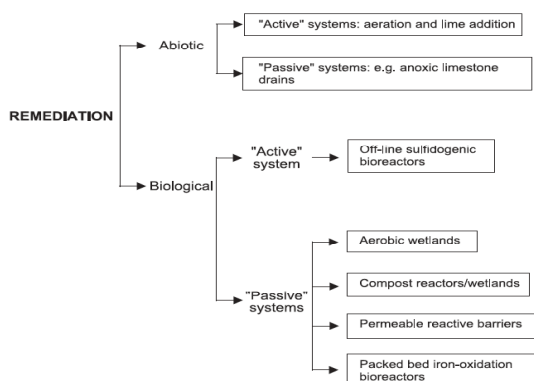 "Active" systems: aeration and lime addition
Abiotic
"Passive" systems: e.g. anoxic limestone
drains
REMEDIATION
"Active"
system
Off-line sulfidogenic
bioreactors
Biological
Aerobic wetlands
"Passive"
systems
Compost reactors/wetlands
Permeable reactive barriers
Packed bed iron-oxidation
bioreactors